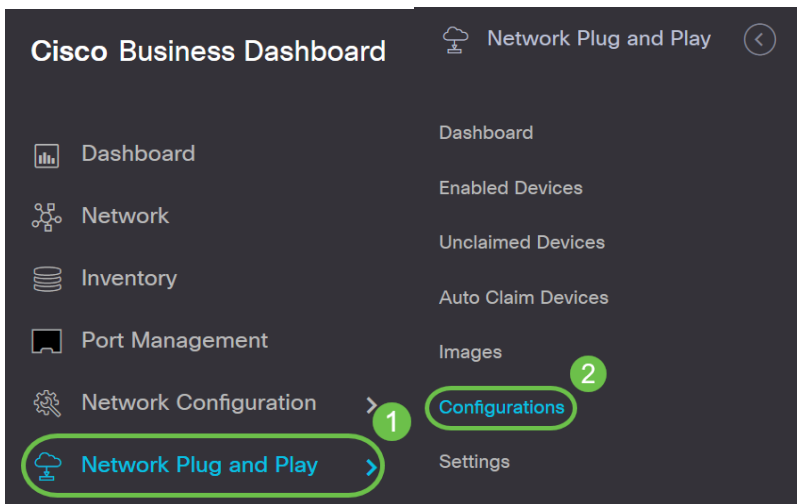 Cisco Business Dashboard
Dashboard
Network
Inventory
Port Management
Network Configuration
1
Network Plug and Play
Network Plug and Play
Dashboard
Enabled Devices
Unclaimed Devices
Auto Claim Devices
Images
2
Configurations
Settings